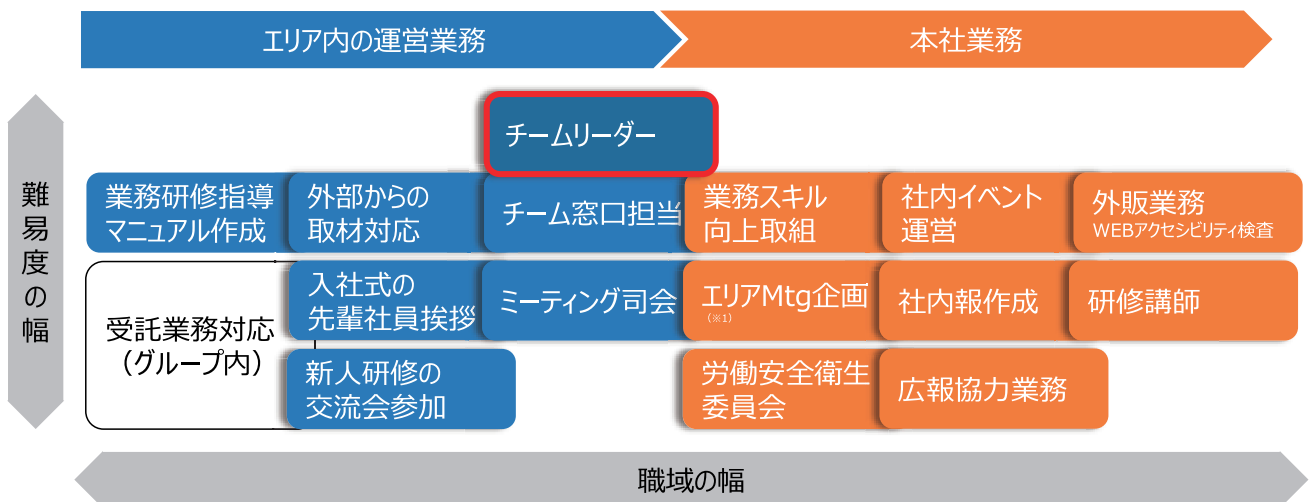 エリア内の運営業務
本社業務
難易度の幅
チームリーダー
業務研修指導
マニュアル作成
外部からの
取材対応
チーム窓口担当
業務スキル
向上取組
社内イベント
運営
外販業務
WEBアクセシビリティ検査
受託業務対応
(グループ内)
入社式の
先輩社員挨拶
ミーティング司会
エリアMtg企画
(※1)
社内報作成
研修講師
新人研修の
交流会参加
労働安全衛生
委員会
広報協力業務
職域の幅